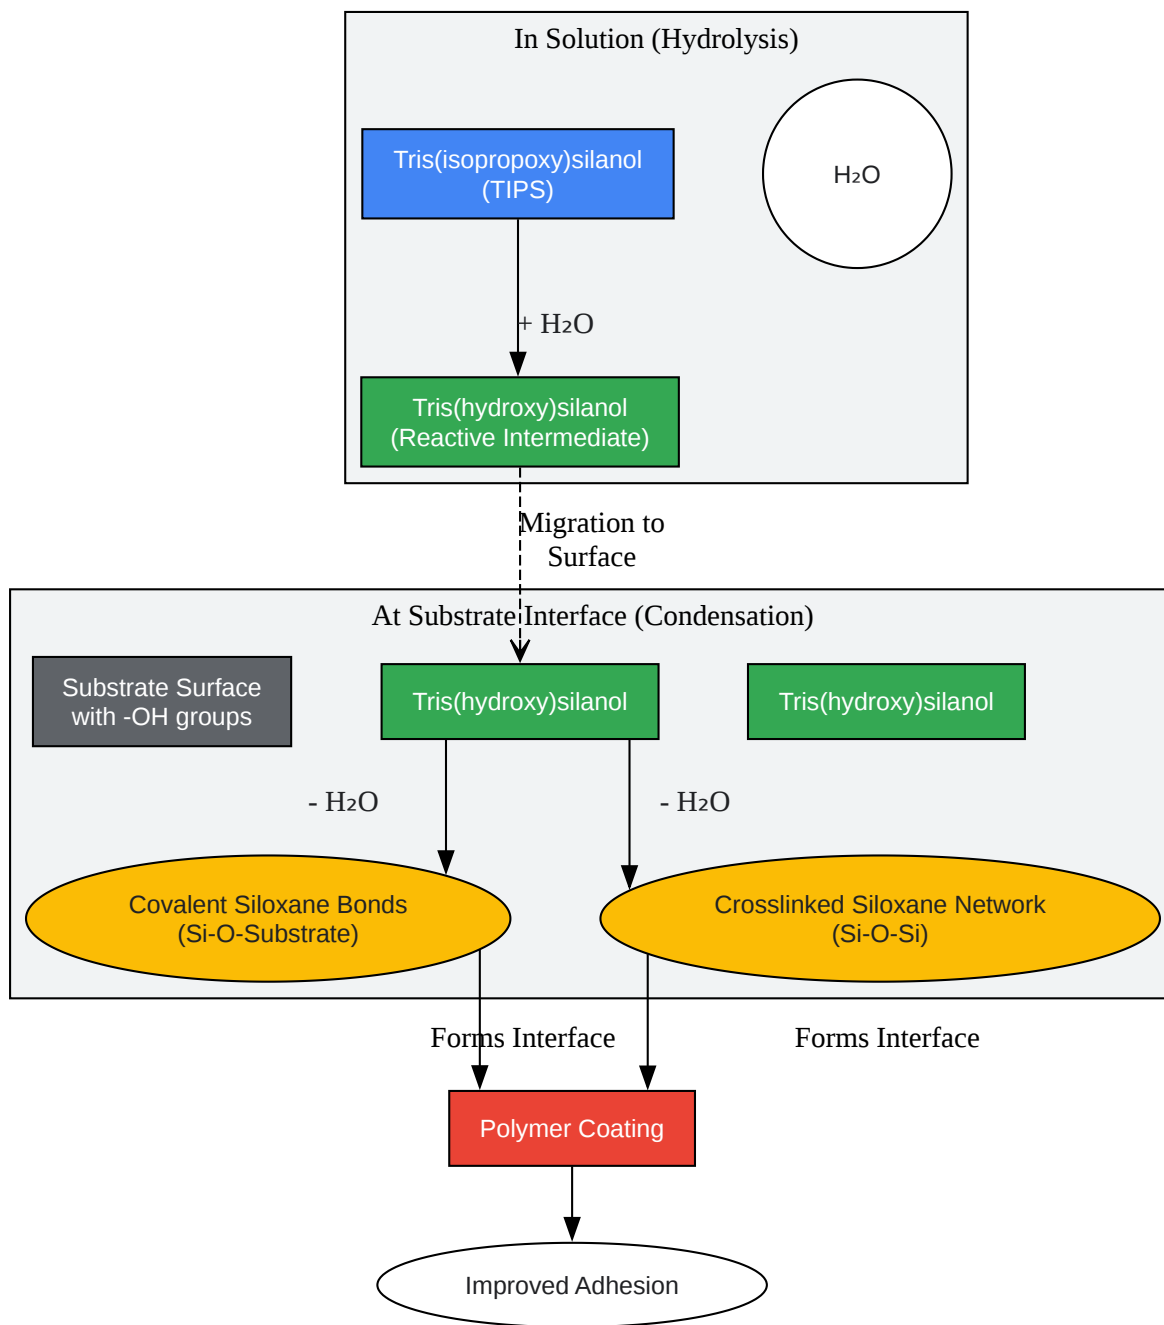 In Solution (Hydrolysis)
Tris(isopropoxy)silanol
(TIPS)
H₂O
+ H₂O
Tris(hydroxy)silanol
(Reactive Intermediate)
Migration to
Surface
At Substrate Interface (Condensation)
Substrate Surface
with -OH groups
Tris(hydroxy)silanol
Tris(hydroxy)silanol
- H₂O
- H₂O
Covalent Siloxane Bonds
(Si-O-Substrate)
Crosslinked Siloxane Network
(Si-O-Si)
Forms Interface
Forms Interface
Polymer Coating
Improved Adhesion